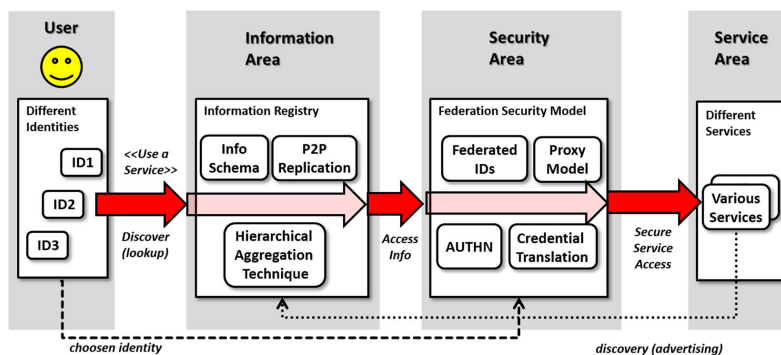 User
Information
Area
Security
Area
Service
Area
Different
Identities
ID1
ID2
ID3
<<Use a
Service>>
Discover
(lookup)
Information Registry
Info
Schema
P2P
Replication
Hierarchical
Aggregation
Technique
Access
Info
Federation Security Model
Federated
IDs
Proxy
Model
AUTHN
Credential
Translation
Secure
Service
Access
Different
Services
Various
Services
choosen identity
discovery (advertising)